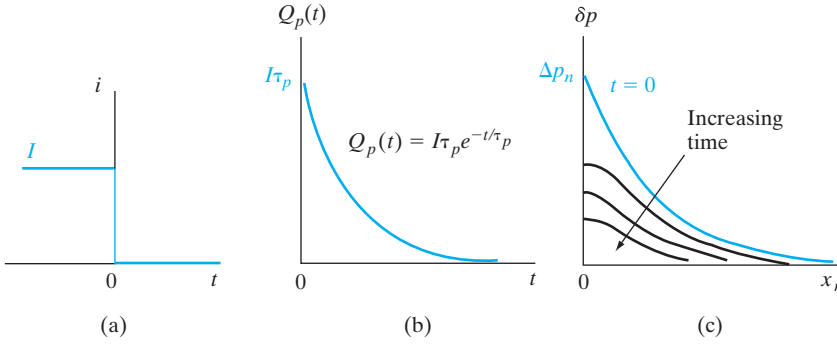 i
I
0
t
(a)
Q_p(t)
Iτ_p
Q_p(t) = Iτ_p e^{−t/τ_p}
0
t
(b)
δp
Δp_n
t = 0
Increasing
time
0
(c)